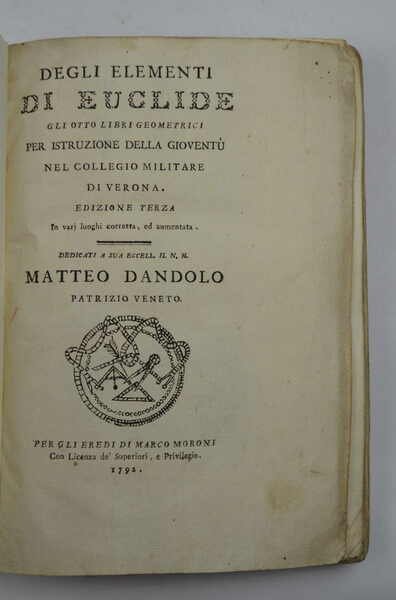 DEGLI ELEMENTI
DI EUCLIDE
GLI OTTO LIBRI GEOMETRICI
PER ISTRUZIONE DELLA GIOVENTÙ
NEL COLLEGIO MILITARE
DI VERONA.
EDIZIONE TERZA
In varj luoghi corretta, ed aumentata.
DEDICATI A SUA ECCELL. IL N. N.
MATTEO DANDOLO
PATRIZIO VENETO.
PER GLI EREDI DI MARCO MORONI
Con Licenza de' Superiori, e Privilegio.
1792.